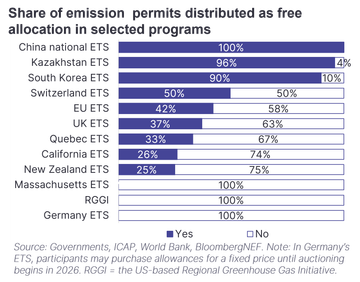 Share of emission permits distributed as free
allocation in selected programs
China national ETS 100%
Kazakhstan ETS 96% 4%
South Korea ETS 90% 10%
Switzerland ETS 50% 50%
EU ETS 42% 58%
UK ETS 37% 63%
Quebec ETS 33% 67%
California ETS 26% 74%
New Zealand ETS 25% 75%
Massachusetts ETS 100%
RGGI 100%
Germany ETS 100%
Yes No
Source: Governments, ICAP, World Bank, BloombergNEF. Note: In Germany's
ETS, participants may purchase allowances for a fixed price until auctioning
begins in 2026. RGGI = the US-based Regional Greenhouse Gas Initiative.